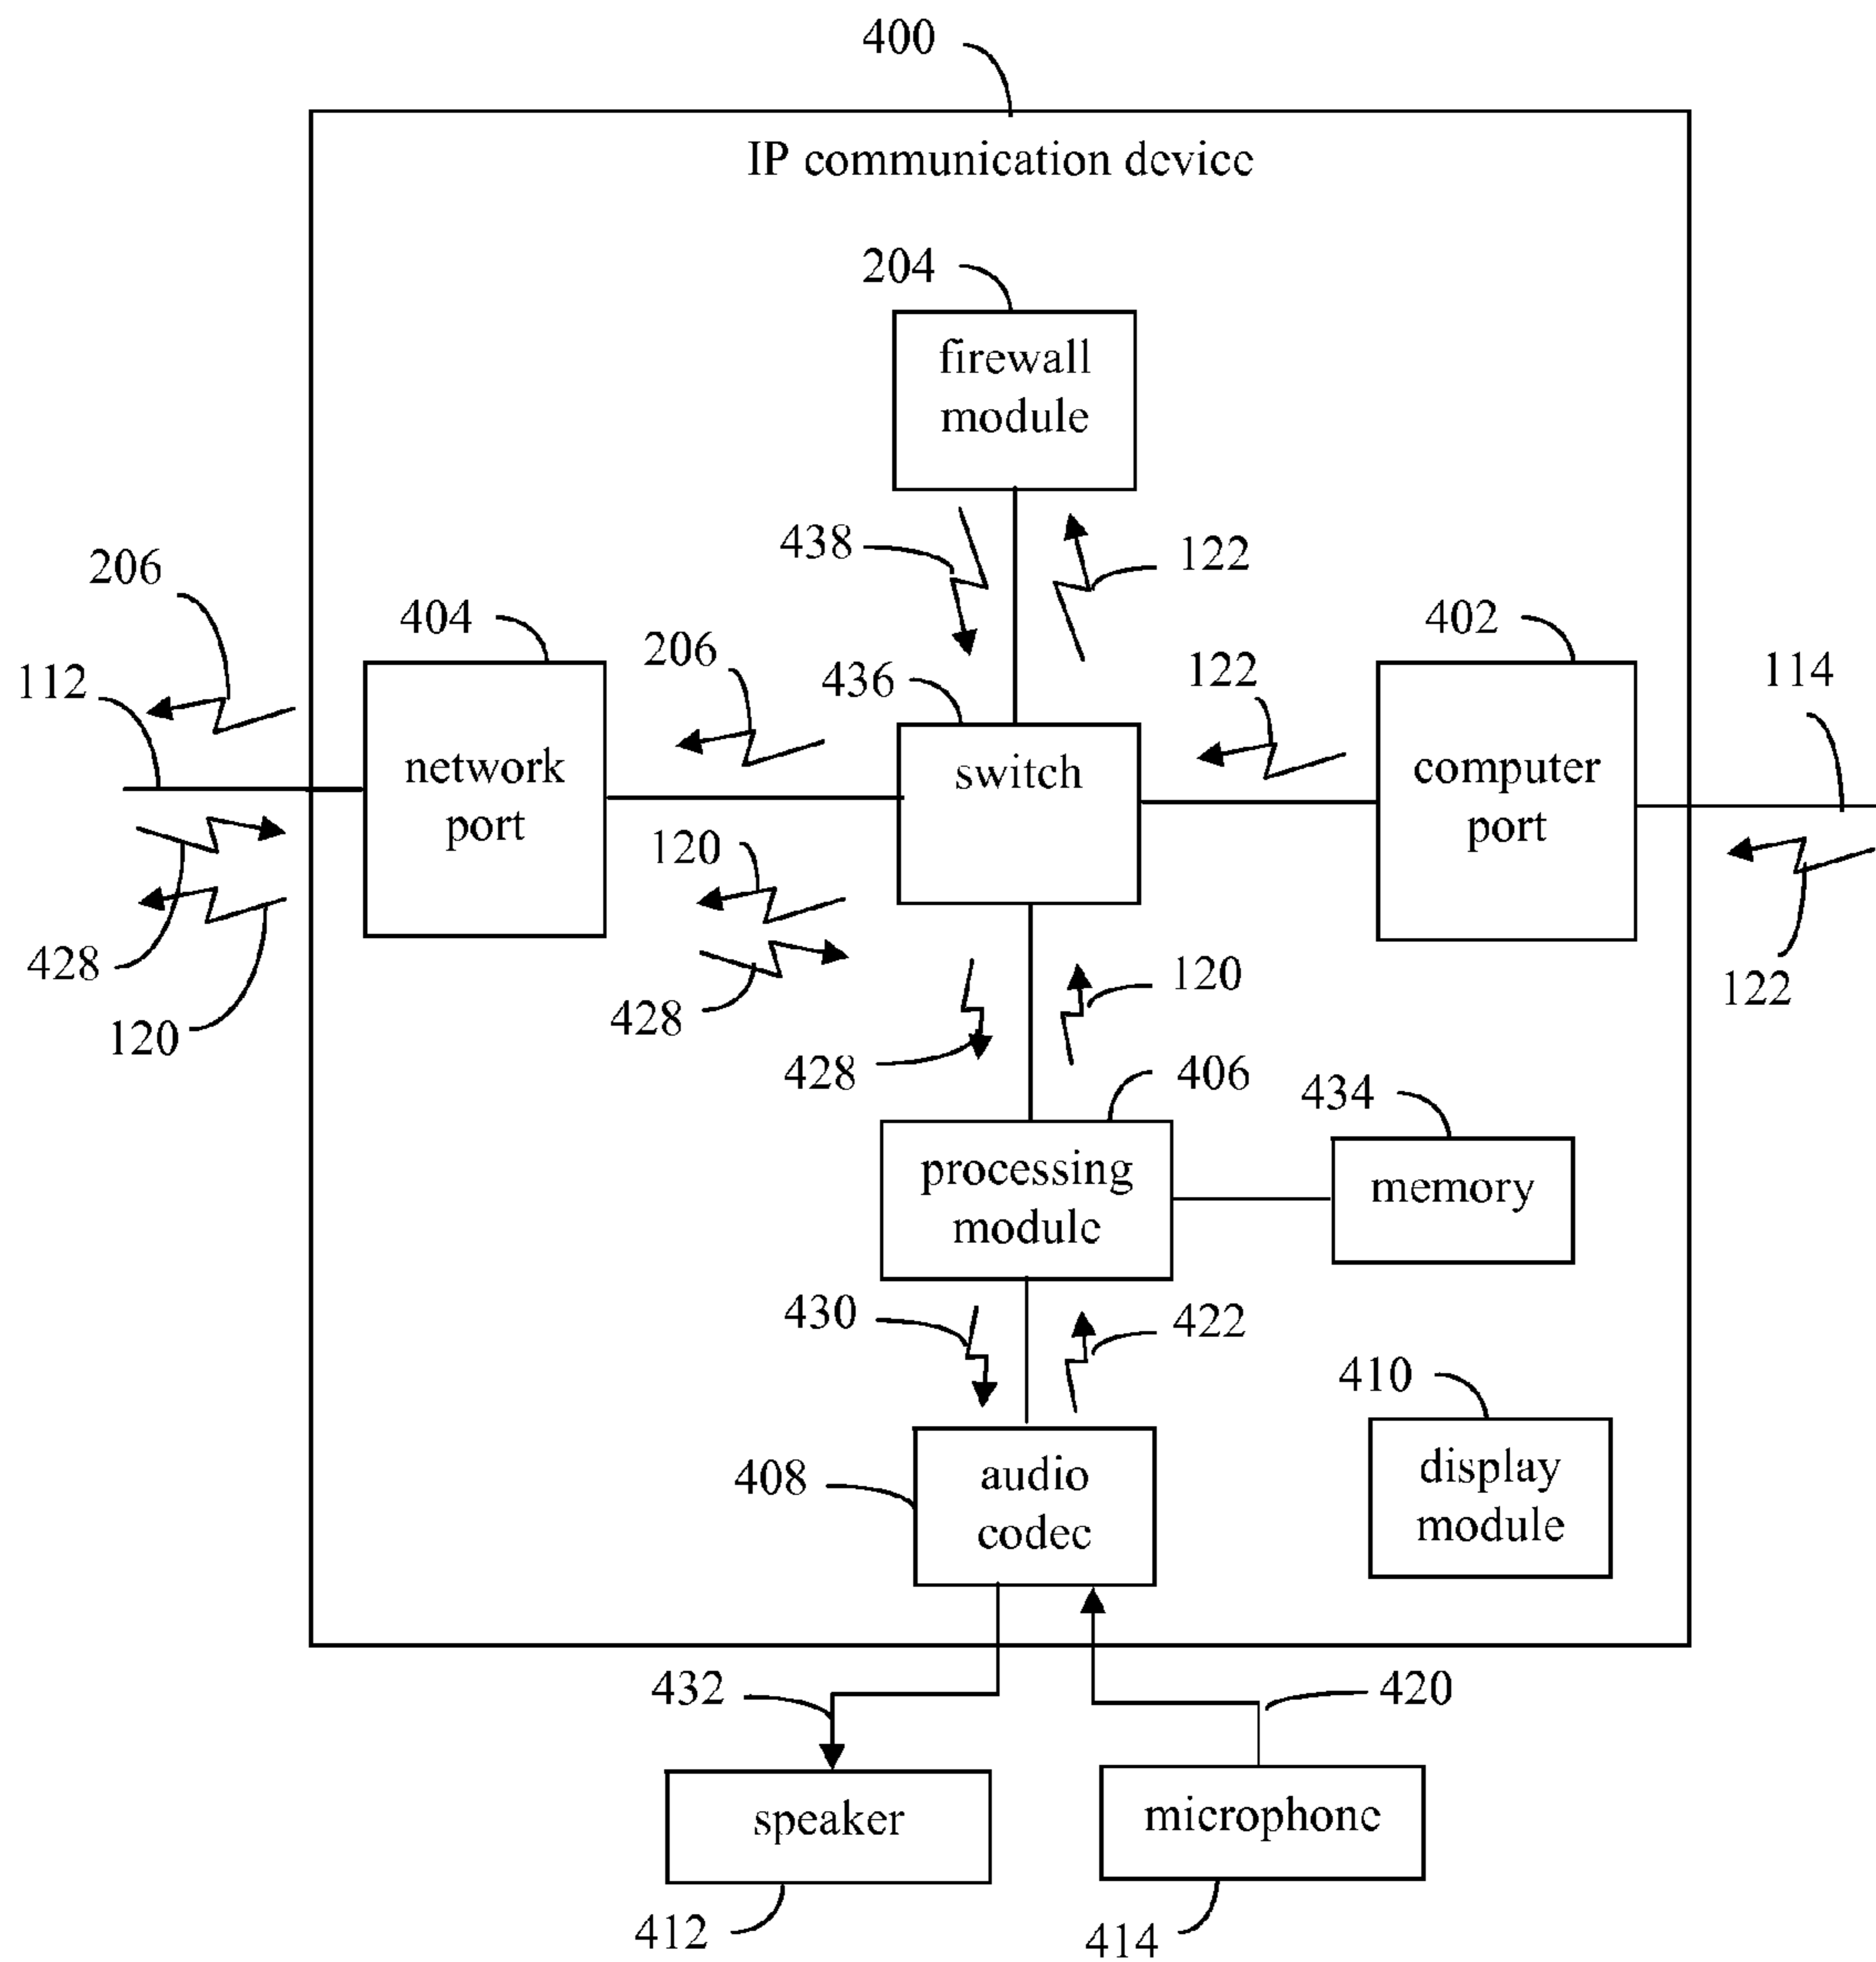 400
IP communication device
204
firewall
module
438
122
206
404
402
206
112
436
122
114
network
port
switch
computer
port
120
428
120
122
428
120
428
406
434
processing
module
memory
430
422
410
408
audio
codec
display
module
432
420
speaker
microphone
412
414